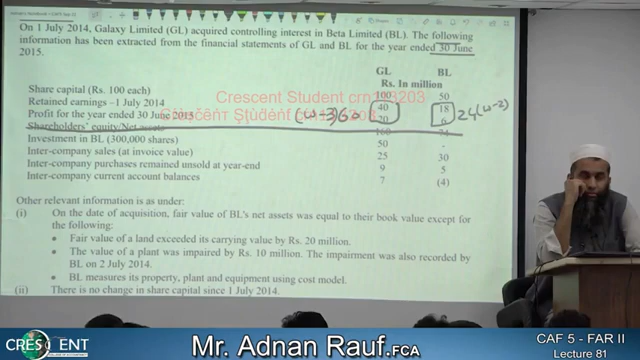 On 1 July 2014, Galaxy Limited (GL) acquired controlling interest in Beta Limited (BL). The following
information has been extracted from the financial statements of GL and BL for the year ended 30 June
2015.
GL BL
Rs. in million
Share capital (Rs. 100 each) 100 50
Retained earnings – 1 July 2014 40 18
Profit for the year ended 30 June 2015 20 6
(W-3) 60 24 (W-2)
Crescent Student
Shareholders' equity/Net assets 160 74
Investment in BL (300,000 shares) 50 -
Inter-company sales (at invoice value) 25 30
Inter-company purchases remained unsold at year-end 9 5
Inter-company current account balances 7 (4)
Other relevant information is as under:
(i) On the date of acquisition, fair value of BL's net assets was equal to their book value except for
the following:
• Fair value of land exceeded its carrying value by Rs. 20 million.
• The value of a plant was impaired by Rs. 10 million. The impairment was also recorded by
BL on 2 July 2014.
• BL measures its property, plant and equipment using cost model.
(ii) There is no change in share capital since 1 July 2014.
CRESCENT
Mr. Adnan Rauf.FCA
CAF 5 - FAR II
Lecture 81